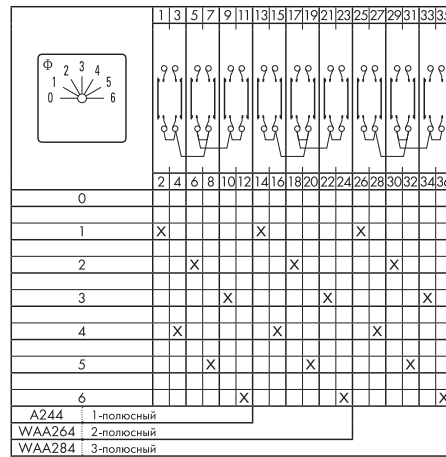 1 3 5 7 9 11 13 15 17 19 21 23 25 27 29 31 33 35
Φ
0 1 2 3 4 5 6
2 4 6 8 10 12 14 16 18 20 22 24 26 28 30 32 34 36
0
1 X X X
2 X X X
3 X X X
4 X X X
5 X X X
6 X X X
A244 1-полюсный
WAA264 2-полюсный
WAA284 3-полюсный